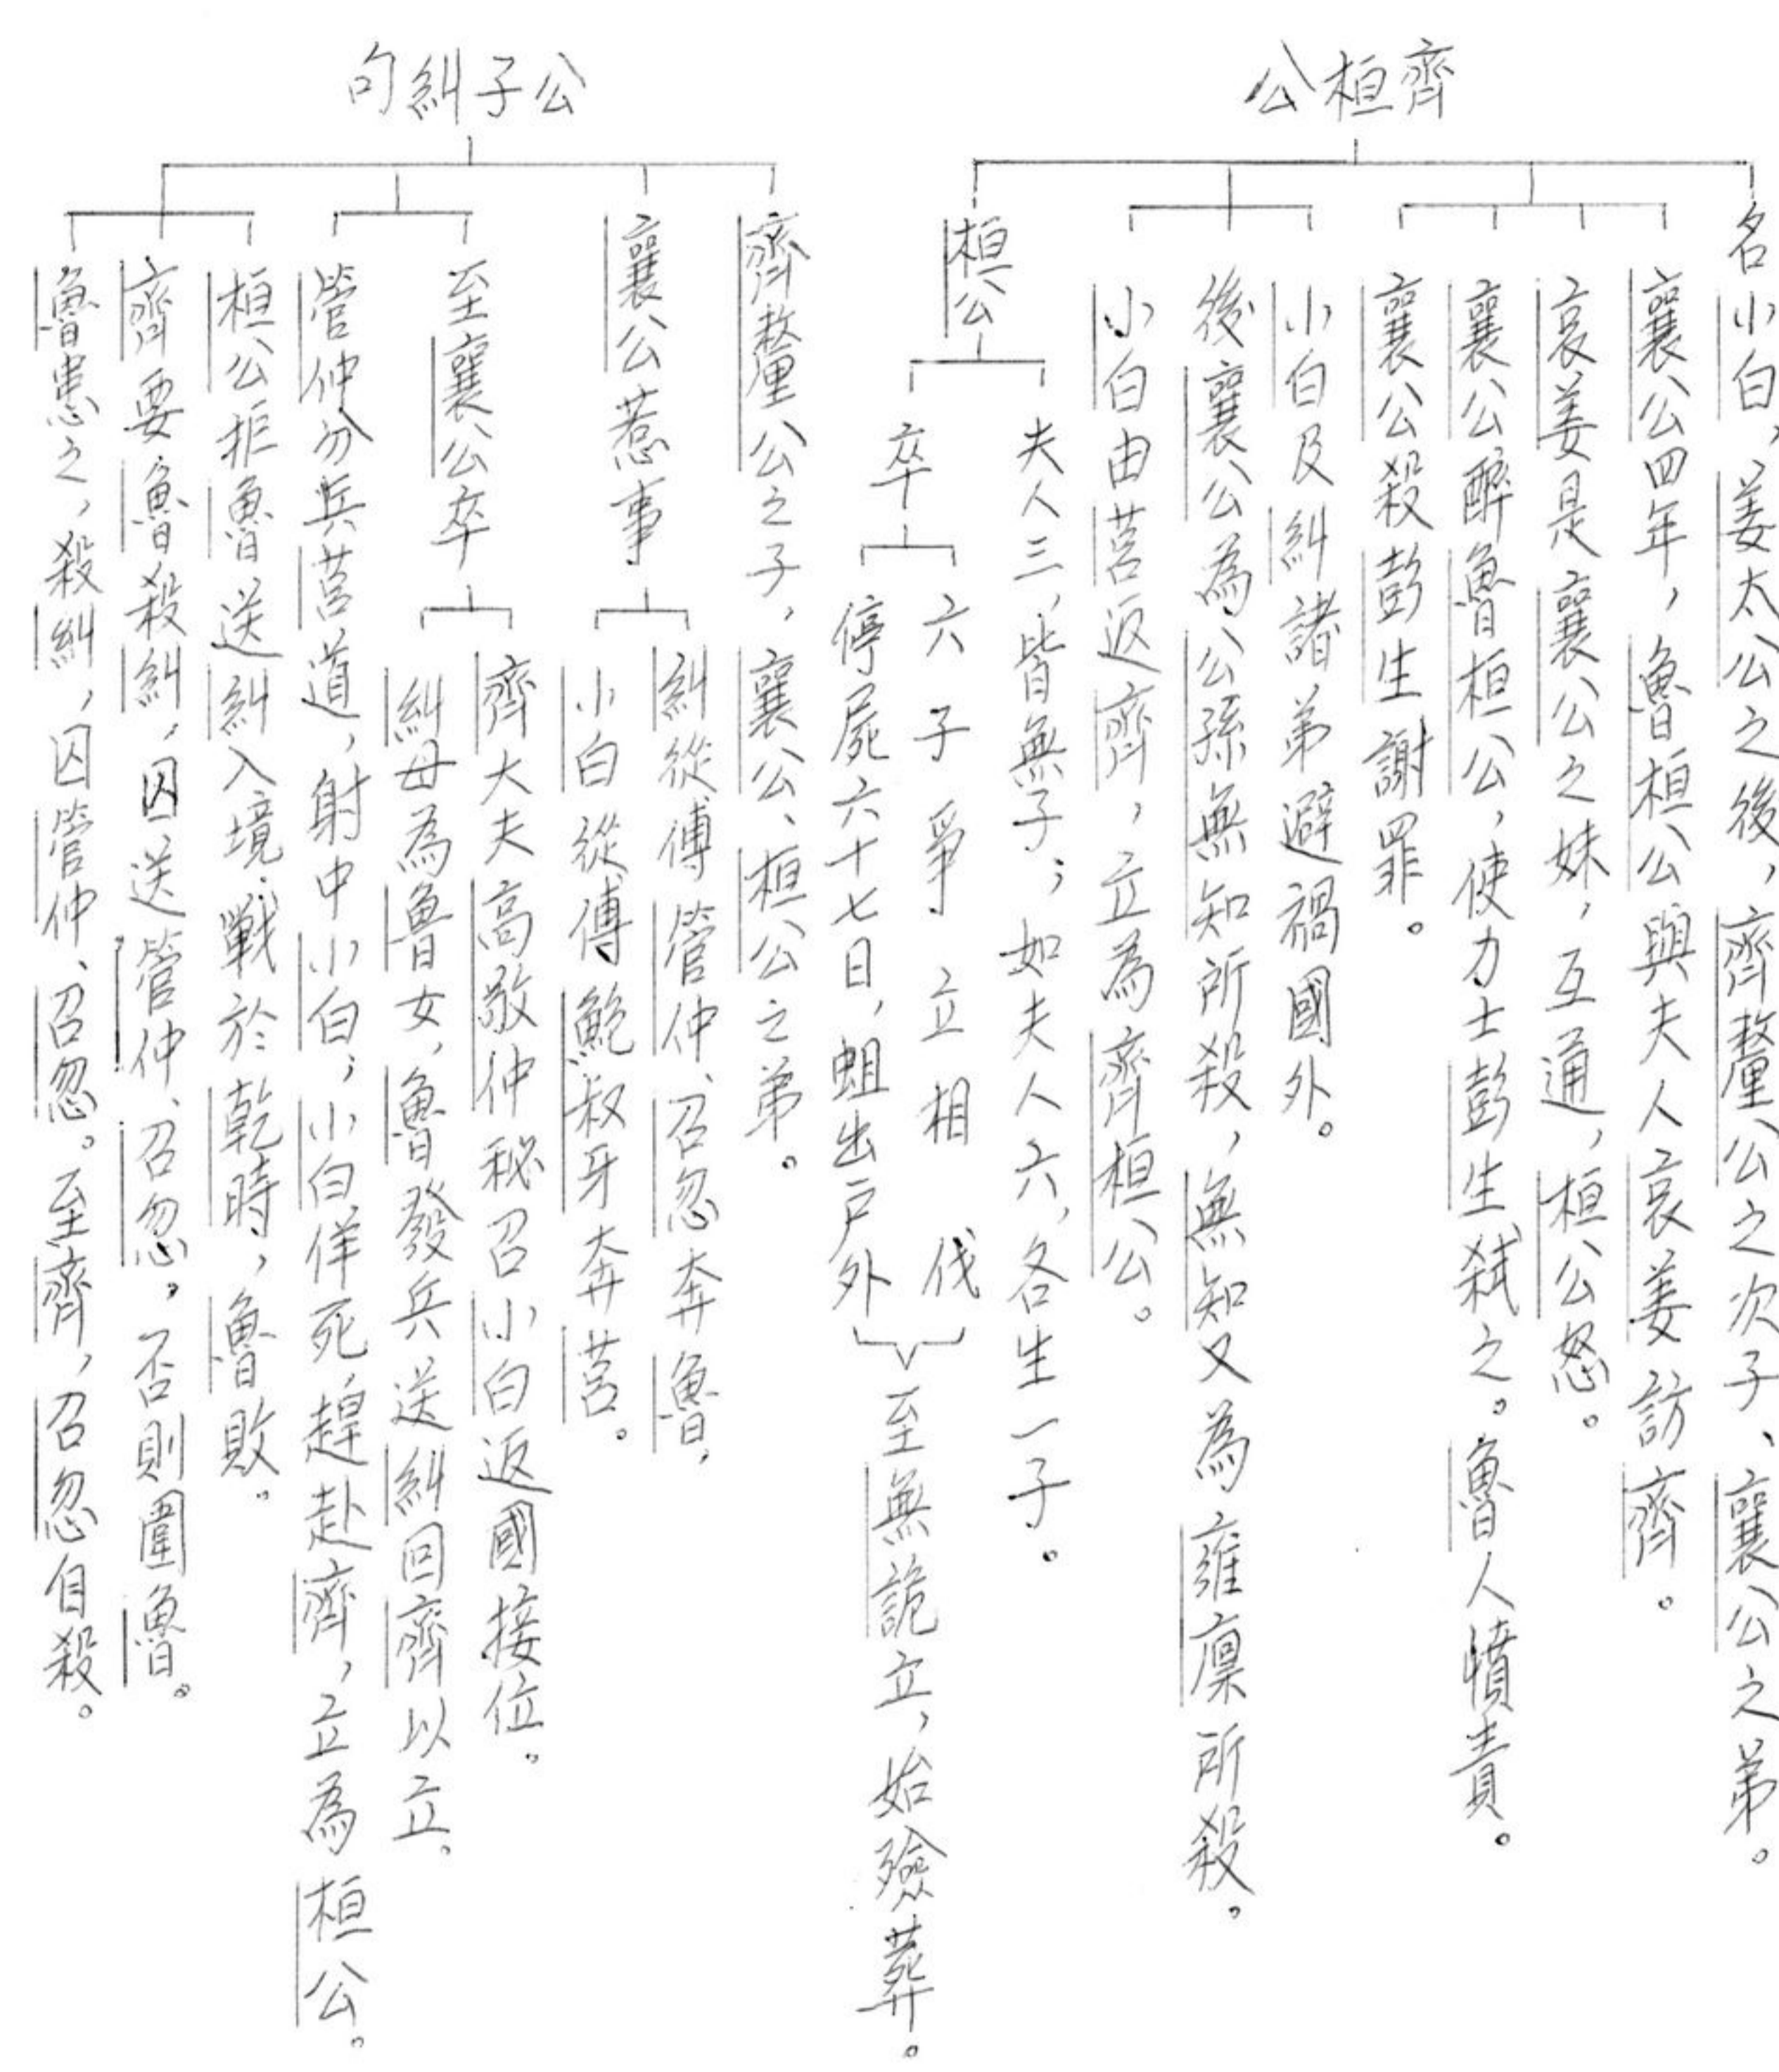 齊桓公
名小白，姜太公之後，齊釐公之次子、襄公之弟。
襄公四年，魯桓公與夫人哀姜訪齊。
哀姜是襄公之妹，互通，桓公怒。
襄公醉魯桓公，使力士彭生弒之。魯人憤責。
襄公殺彭生謝罪。
小白及糾諸弟避禍國外。
後襄公為公孫無知所殺，無知又為雍廩所殺。
小白由莒返齊，立為齊桓公。
桓公
夫人三，皆無子；如夫人六，各生一子。
卒
六子爭立相伐
停屍六十七日，蛆出戶外
至無詭立，始殮葬。
公子糾句
齊釐公之子，襄公、桓公之弟。
襄公惹事
糾從傅管仲、召忽奔魯，
小白從傅鮑叔牙奔莒。
至襄公卒
齊大夫高敬仲秘召小白返國接位。
糾母為魯女，魯發兵送糾回齊以立。
管仲分兵莒道，射中小白；小白佯死，趕赴齊，立為桓公。
桓公拒魯送糾入境，戰於乾時，魯敗。
齊要魯殺糾，囚送管仲、召忽。否則圍魯。
魯患之，殺糾，囚管仲、召忽。至齊，召忽自殺。